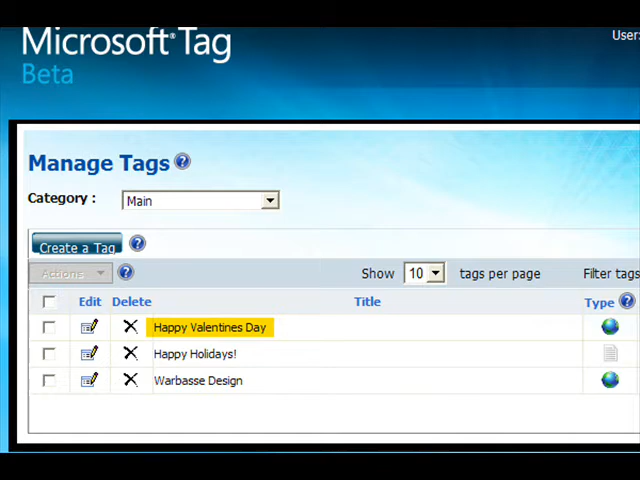 Microsoft® Tag
User:
Beta
Manage Tags ?
Category : Main
Create a Tag ?
Actions ? Show 10 tags per page Filter tags
Edit Delete Title Type ?
Happy Valentines Day
Happy Holidays!
Warbasse Design